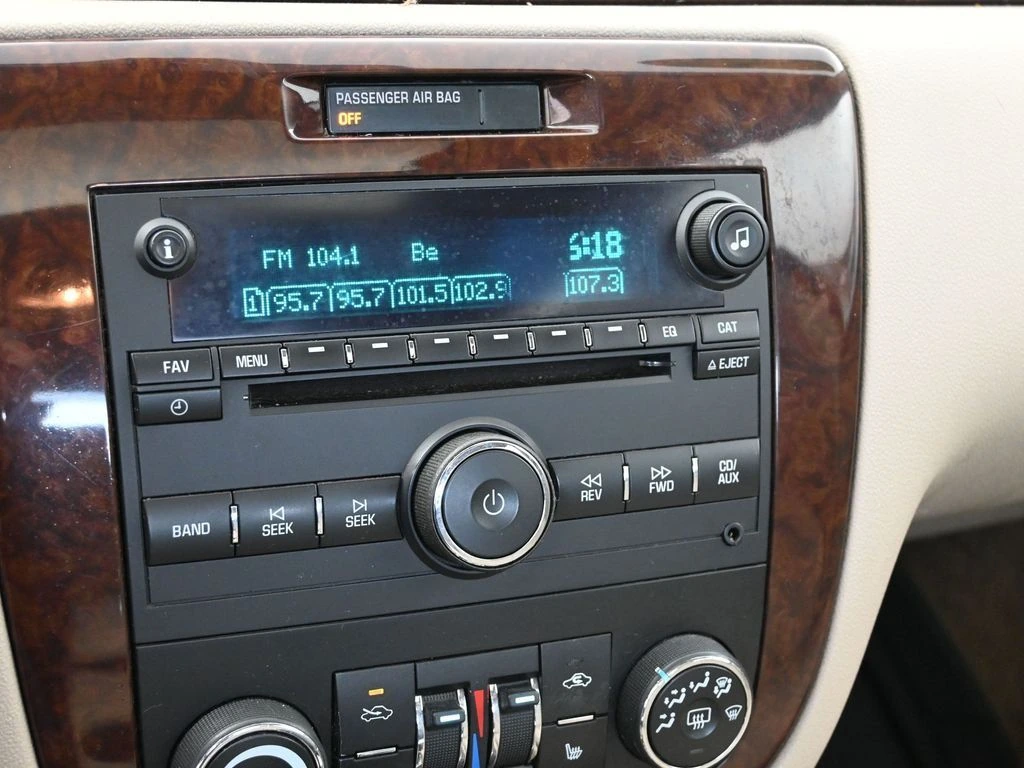 PASSENGER AIR BAG
OFF
i
FM 104.1 Be 5:18
1 95.7 95.7 101.5 102.9 107.3
FAV MENU EQ CAT
EJECT
BAND SEEK SEEK REV FWD CD/
AUX